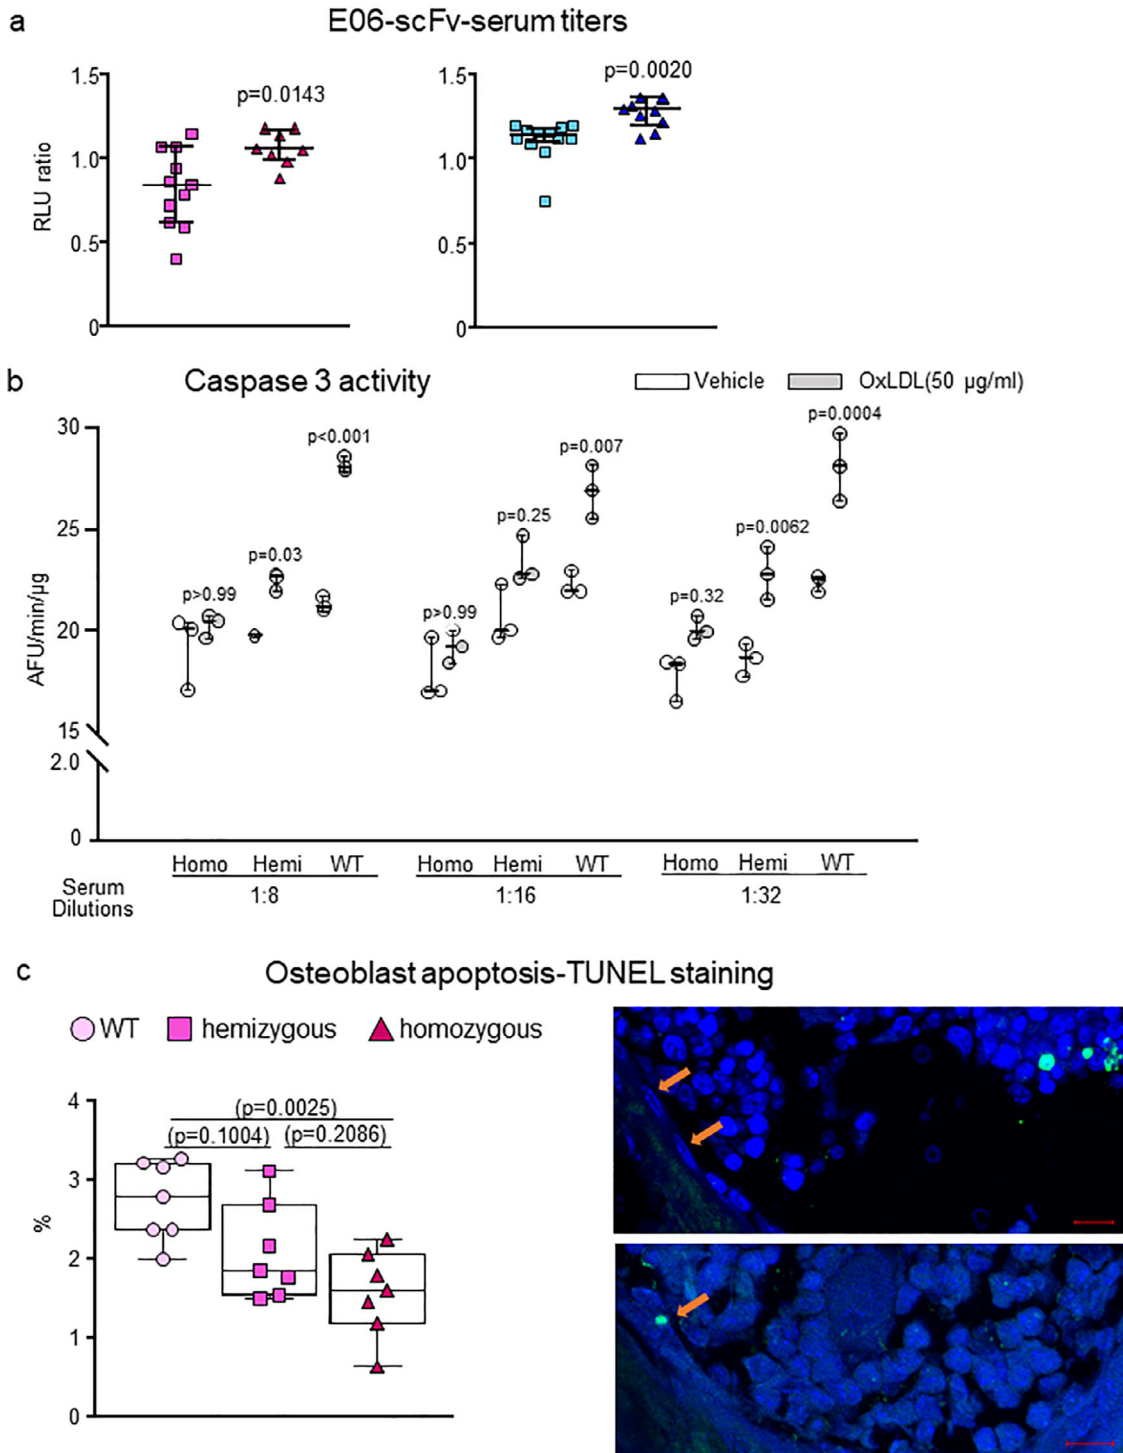 a
E06-scFv-serum titers
1.5
p=0.0143
1.0
RLU ratio
0.5
0
1.5
p=0.0020
1.0
0.5
0
b
Caspase 3 activity
Vehicle
OxLDL(50 µg/ml)
30
25
20
15
2.0
0
AFU/min/µg
p>0.99
p=0.03
p<0.001
p>0.99
p=0.25
p=0.007
p=0.32
p=0.0062
p=0.0004
Homo Hemi WT
Homo Hemi WT
Homo Hemi WT
Serum
Dilutions
1:8
1:16
1:32
c
Osteoblast apoptosis-TUNEL staining
WT hemizygous homozygous
4
3
2
1
0
%
(p=0.0025)
(p=0.1004) (p=0.2086)